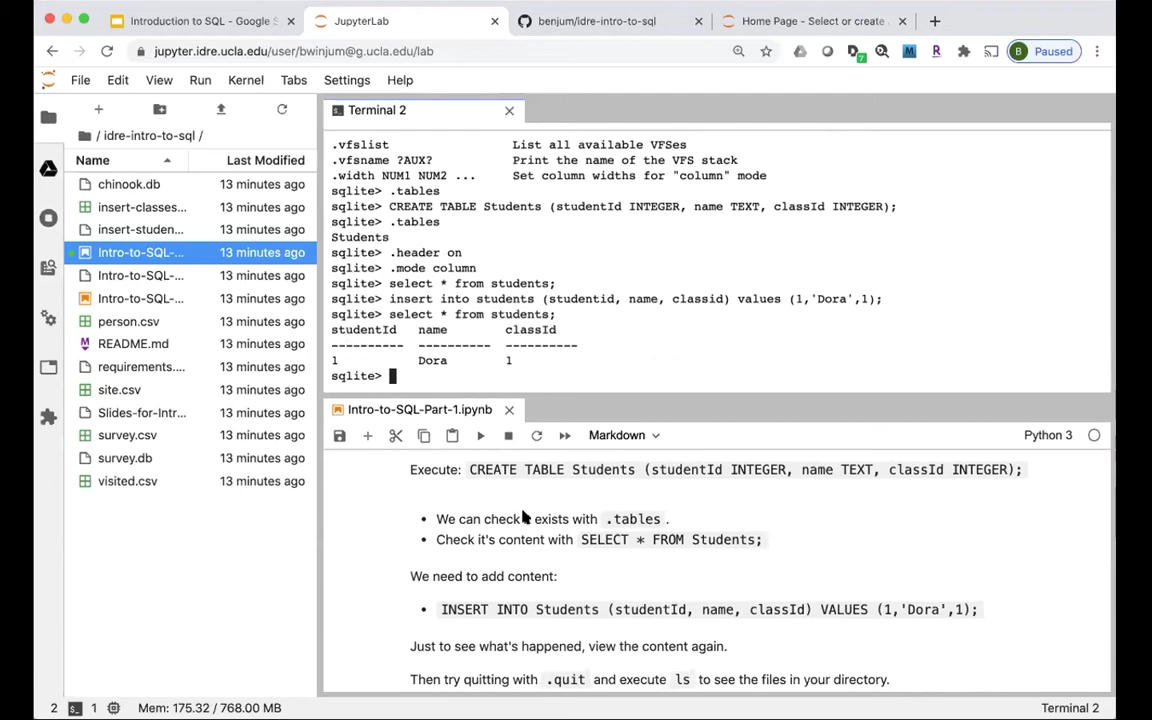 Introduction to SQL - Google S
JupyterLab
benjum/idre-intro-to-sql
Home Page - Select or create
jupyter.idre.ucla.edu/user/bwinjum@g.ucla.edu/lab
7
M
R
B
Paused
File Edit View Run Kernel Tabs Settings Help
/ idre-intro-to-sql /
Name Last Modified
chinook.db 13 minutes ago
insert-classes... 13 minutes ago
insert-studen... 13 minutes ago
Intro-to-SQL-... 13 minutes ago
Intro-to-SQL-... 13 minutes ago
Intro-to-SQL-... 13 minutes ago
person.csv 13 minutes ago
README.md 13 minutes ago
requirements.... 13 minutes ago
site.csv 13 minutes ago
Slides-for-Intr... 13 minutes ago
survey.csv 13 minutes ago
survey.db 13 minutes ago
visited.csv 13 minutes ago
Terminal 2
.vfslist List all available VFSes
.vfsname ?AUX? Print the name of the VFS stack
.width NUM1 NUM2 ... Set column widths for "column" mode
sqlite> .tables
sqlite> CREATE TABLE Students (studentId INTEGER, name TEXT, classId INTEGER);
sqlite> .tables
Students
sqlite> .header on
sqlite> .mode column
sqlite> select * from students;
sqlite> insert into students (studentid, name, classid) values (1,'Dora',1);
sqlite> select * from students;
studentId name classId
---------- ---------- ----------
1 Dora 1
sqlite>
Intro-to-SQL-Part-1.ipynb
Markdown
Python 3
Execute: CREATE TABLE Students (studentId INTEGER, name TEXT, classId INTEGER);
• We can check exists with .tables .
• Check it's content with SELECT * FROM Students;
We need to add content:
• INSERT INTO Students (studentId, name, classId) VALUES (1,'Dora',1);
Just to see what's happened, view the content again.
Then try quitting with .quit and execute ls to see the files in your directory.
2 1 Mem: 175.32 / 768.00 MB
Terminal 2